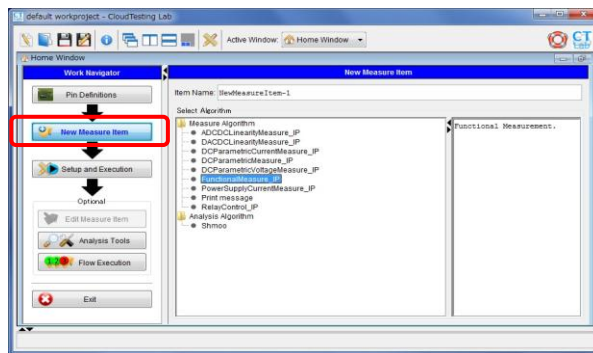 default workproject - CloudTesting Lab
Active Window: Home Window
CT
Lab
Home Window
Work Navigator
New Measure Item
Pin Definitions
Item Name: NewMeasureItem-1
Select Algorithm
New Measure Item
Measure Algorithm
Functional Measurement.
ADCDCLinearityMeasure_IP
DACDCLinearityMeasure_IP
DCParametricCurrentMeasure_IP
DCParametricMeasure_IP
Setup and Execution
DCParametricVoltageMeasure_IP
FunctionalMeasure_IP
PowerSupplyCurrentMeasure_IP
Optional
Print message
RelayControl_IP
Edit Measure Item
Analysis Algorithm
Shmoo
Analysis Tools
Flow Execution
Exit